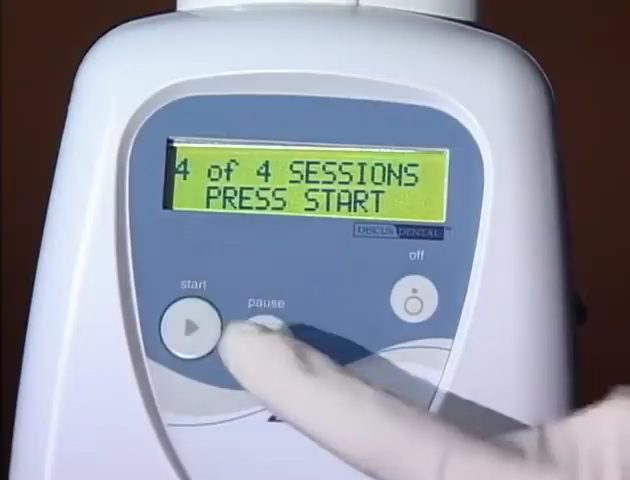 4 of 4 SESSIONS
PRESS START
DISCUS DENTAL
off
start
pause